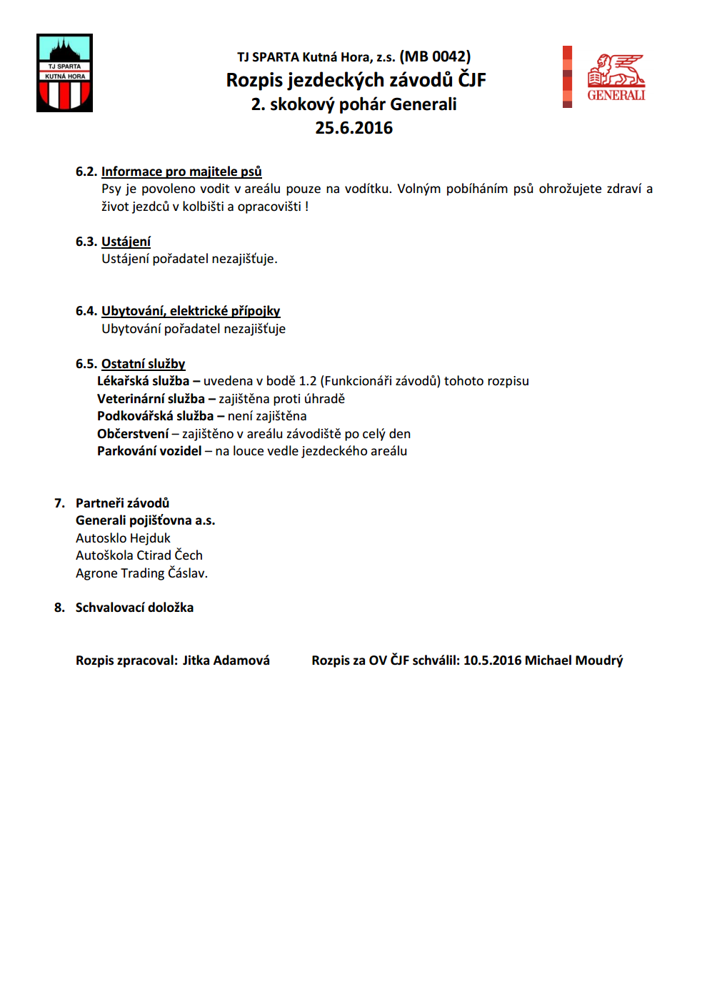 TJ SPARTA
KUTNÁ HORA
TJ SPARTA Kutná Hora, z.s. (MB 0042)
Rozpis jezdeckých závodů ČJF
2. skokový pohár Generali
25.6.2016
GENERALI
6.2. Informace pro majitele psů
Psy je povoleno vodit v areálu pouze na vodítku. Volným pobíháním psů ohrožujete zdraví a
život jezdců v kolbišti a opracovišti !
6.3. Ustájení
Ustájení pořadatel nezajišťuje.
6.4. Ubytování, elektrické přípojky
Ubytování pořadatel nezajišťuje
6.5. Ostatní služby
Lékařská služba – uvedena v bodě 1.2 (Funkcionáři závodů) tohoto rozpisu
Veterinární služba – zajištěna proti úhradě
Podkovářská služba – není zajištěna
Občerstvení – zajištěno v areálu závodiště po celý den
Parkování vozidel – na louce vedle jezdeckého areálu
7. Partneři závodů
Generali pojišťovna a.s.
Autosklo Hejduk
Autoškola Ctirad Čech
Agrone Trading Čáslav.
8. Schvalovací doložka
Rozpis zpracoval: Jitka Adamová Rozpis za OV ČJF schválil: 10.5.2016 Michael Moudrý